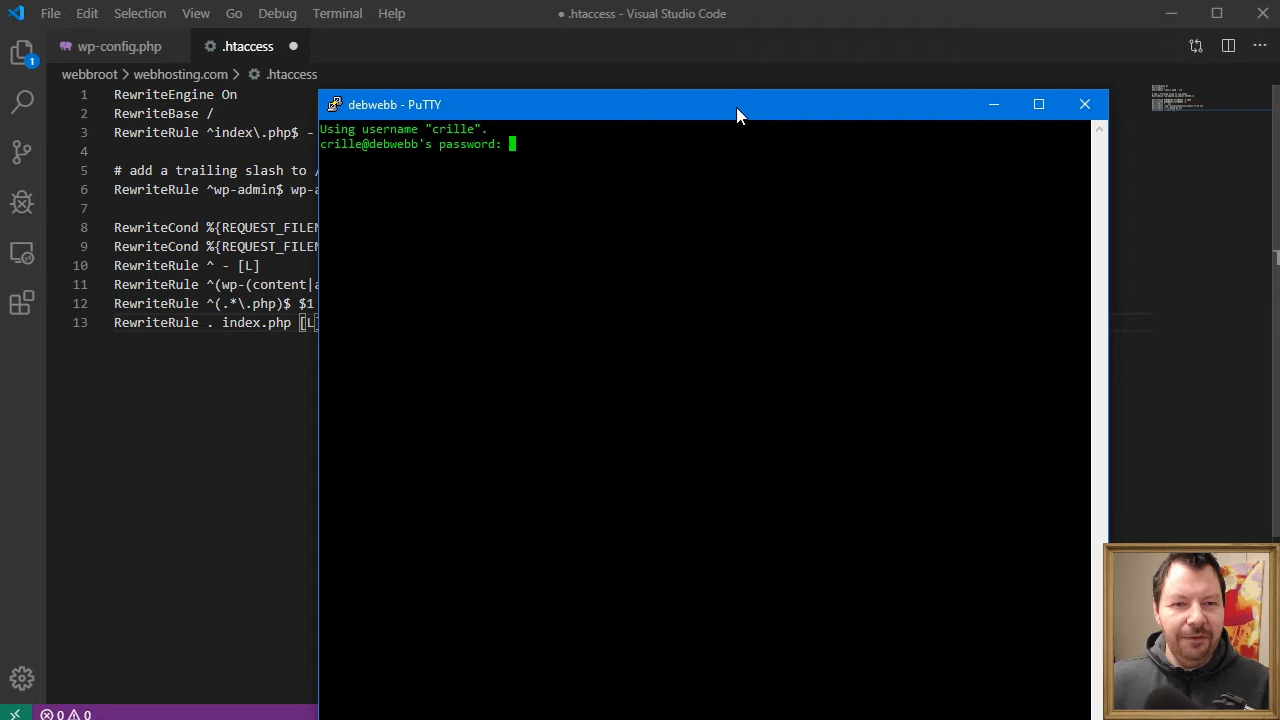 File Edit Selection View Go Debug Terminal Help
● .htaccess - Visual Studio Code
wp-config.php
.htaccess ●
webbroot > webhosting.com > .htaccess
1 RewriteEngine On
2 RewriteBase /
3 RewriteRule ^index\.php$ -
4
5 # add a trailing slash to /
6 RewriteRule ^wp-admin$ wp-a
7
8 RewriteCond %{REQUEST_FILEN
9 RewriteCond %{REQUEST_FILEN
10 RewriteRule ^ - [L]
11 RewriteRule ^(wp-(content|a
12 RewriteRule ^(.*\.php)$ $1
13 RewriteRule . index.php [L]
debwebb - PuTTY
Using username "crille".
crille@debwebb's password:
1
0 0